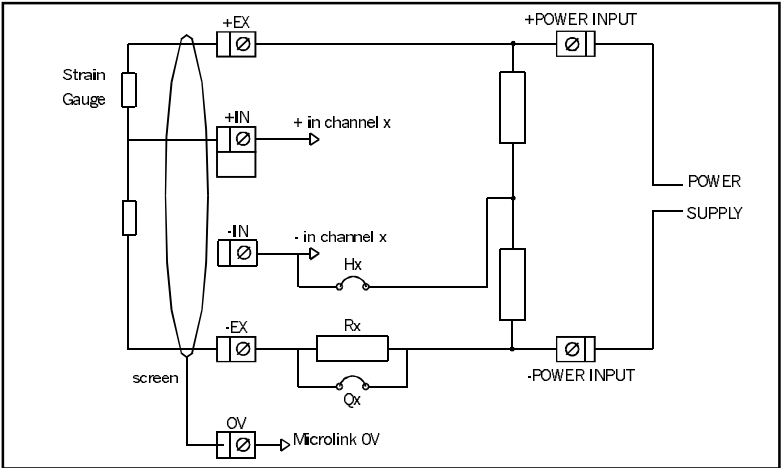 +EX
+POWER INPUT
Strain
Gauge
+IN
+ in channel x
POWER
SUPPLY
-IN
- in channel x
Hx
-EX
Rx
screen
Qx
-POWER INPUT
0V
Microlink 0V